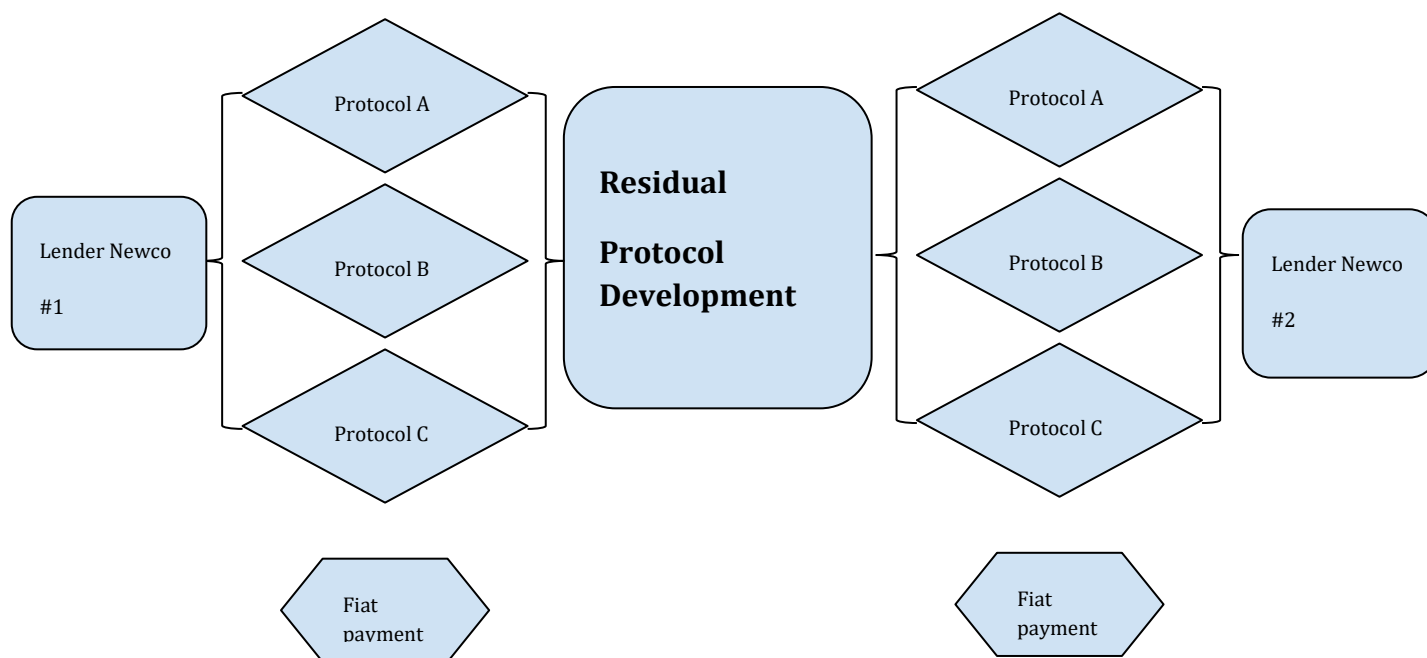 Lender Newco
#1
Protocol A
Protocol B
Protocol C
Residual
Protocol
Development
Protocol A
Protocol B
Protocol C
Lender Newco
#2
Fiat
payment
Fiat
payment